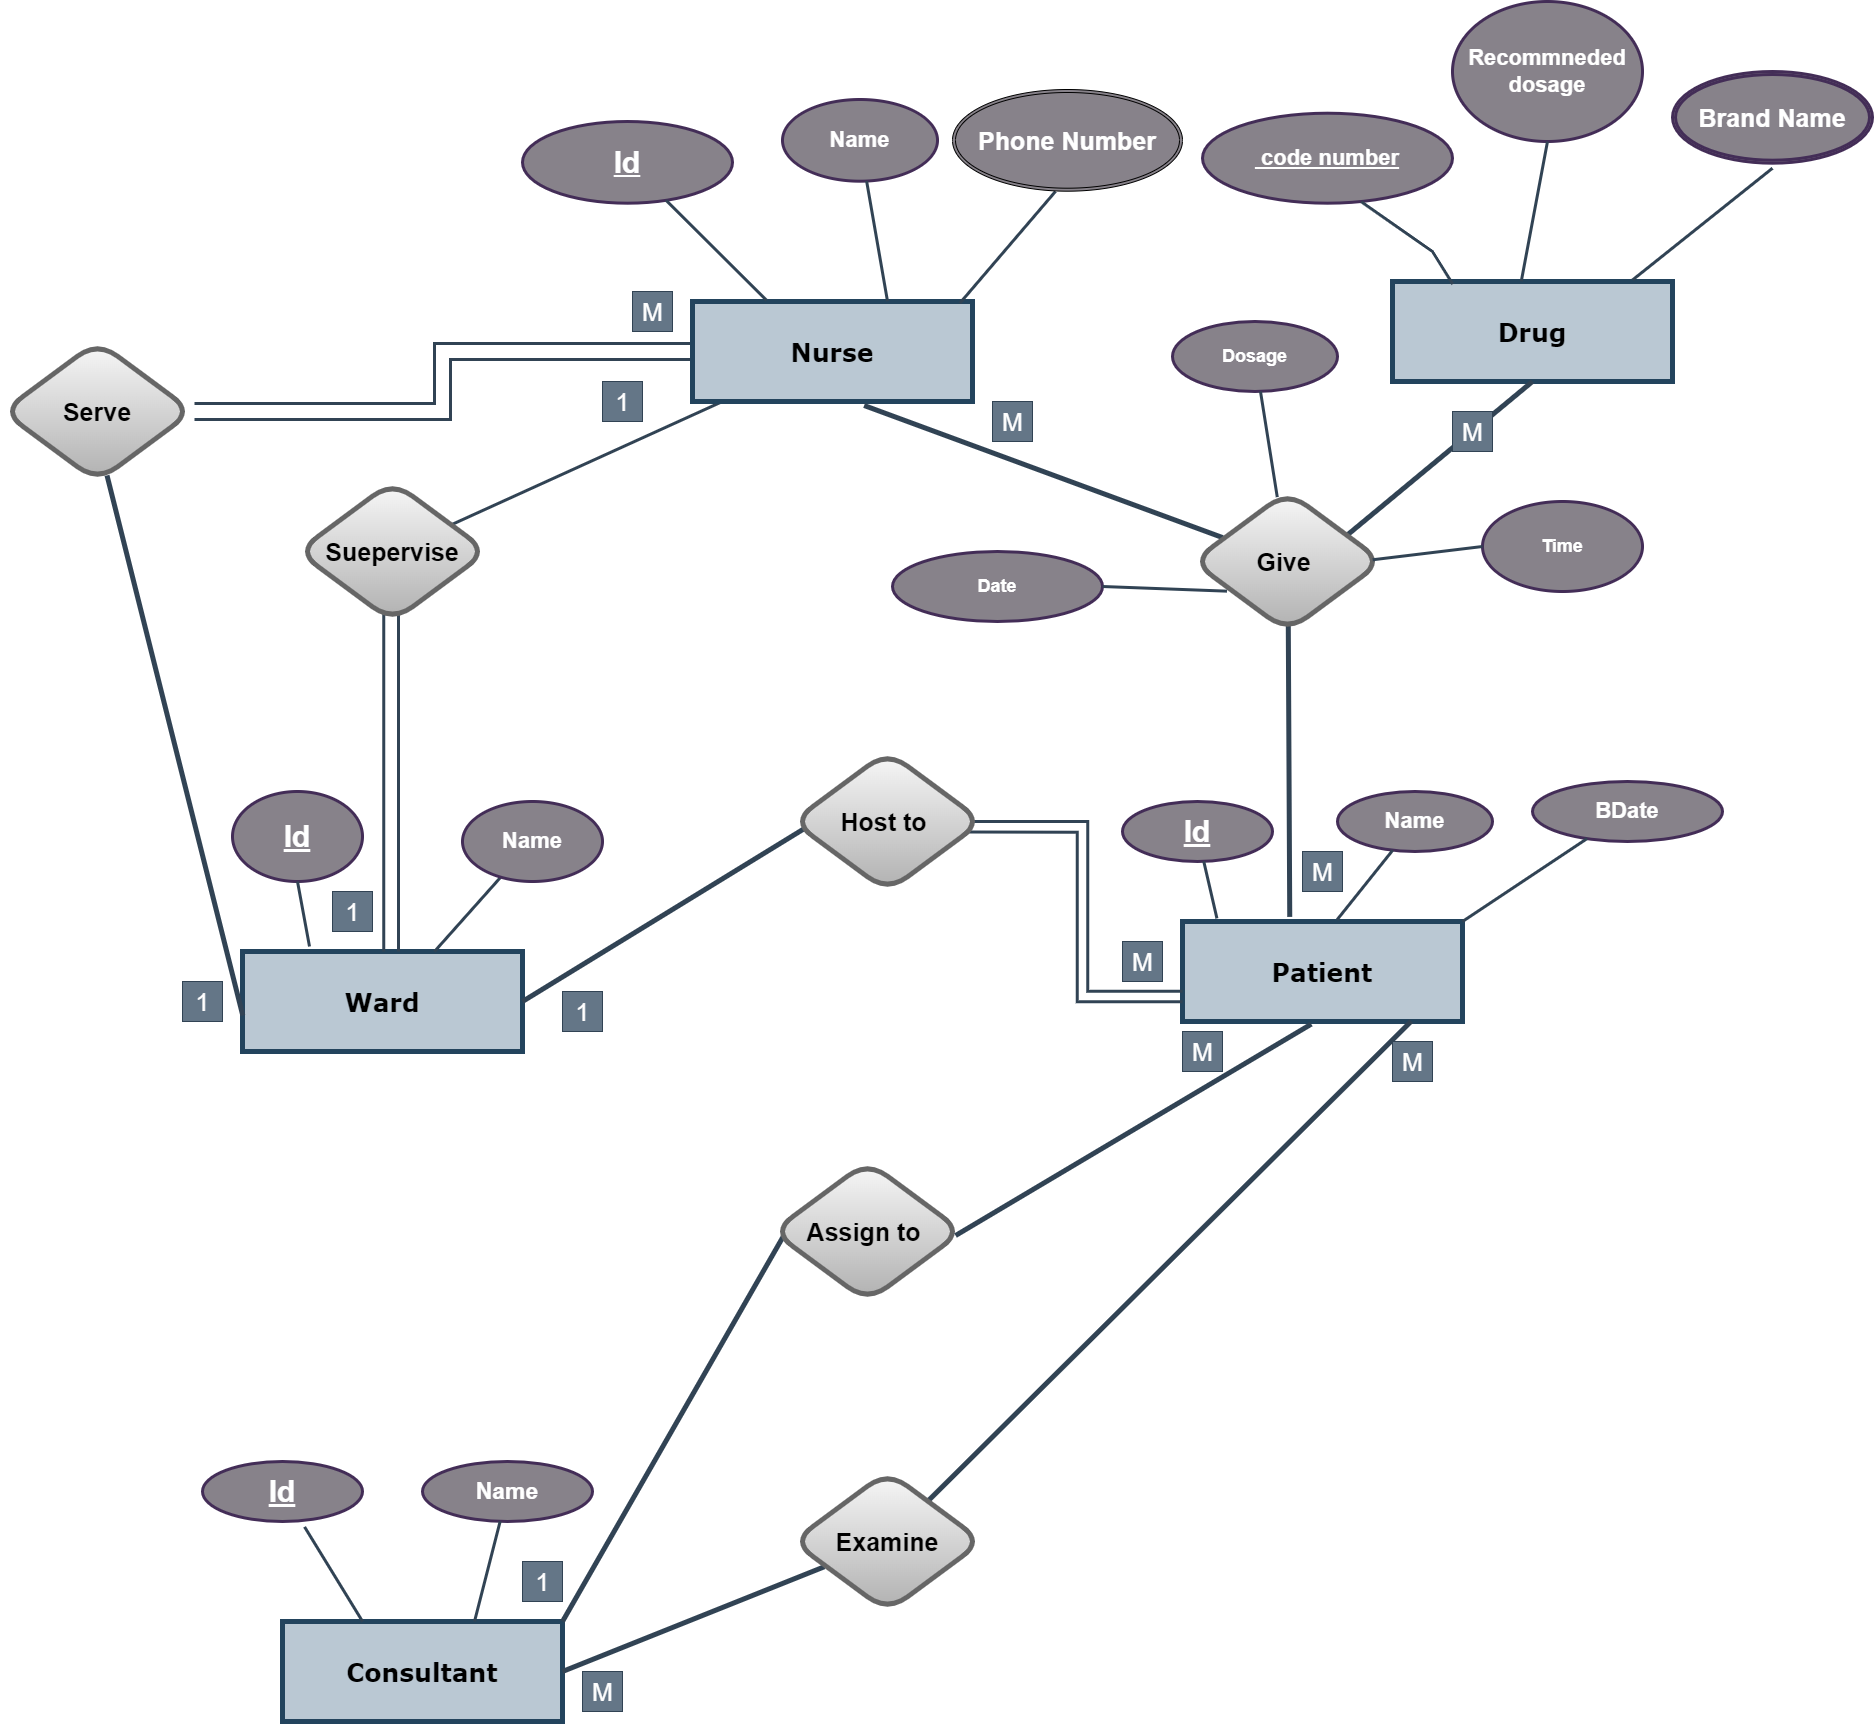 Recommneded
dosage
Brand Name
Name
Phone Number
Id
code number
M
Nurse
Drug
Dosage
1
M
M
Serve
Suepervise
Give
Time
Date
Host to
Id
Name
Id
Name
BDate
M
1
M
Ward
Patient
1
1
M
M
Assign to
Id
Name
Examine
1
Consultant
M